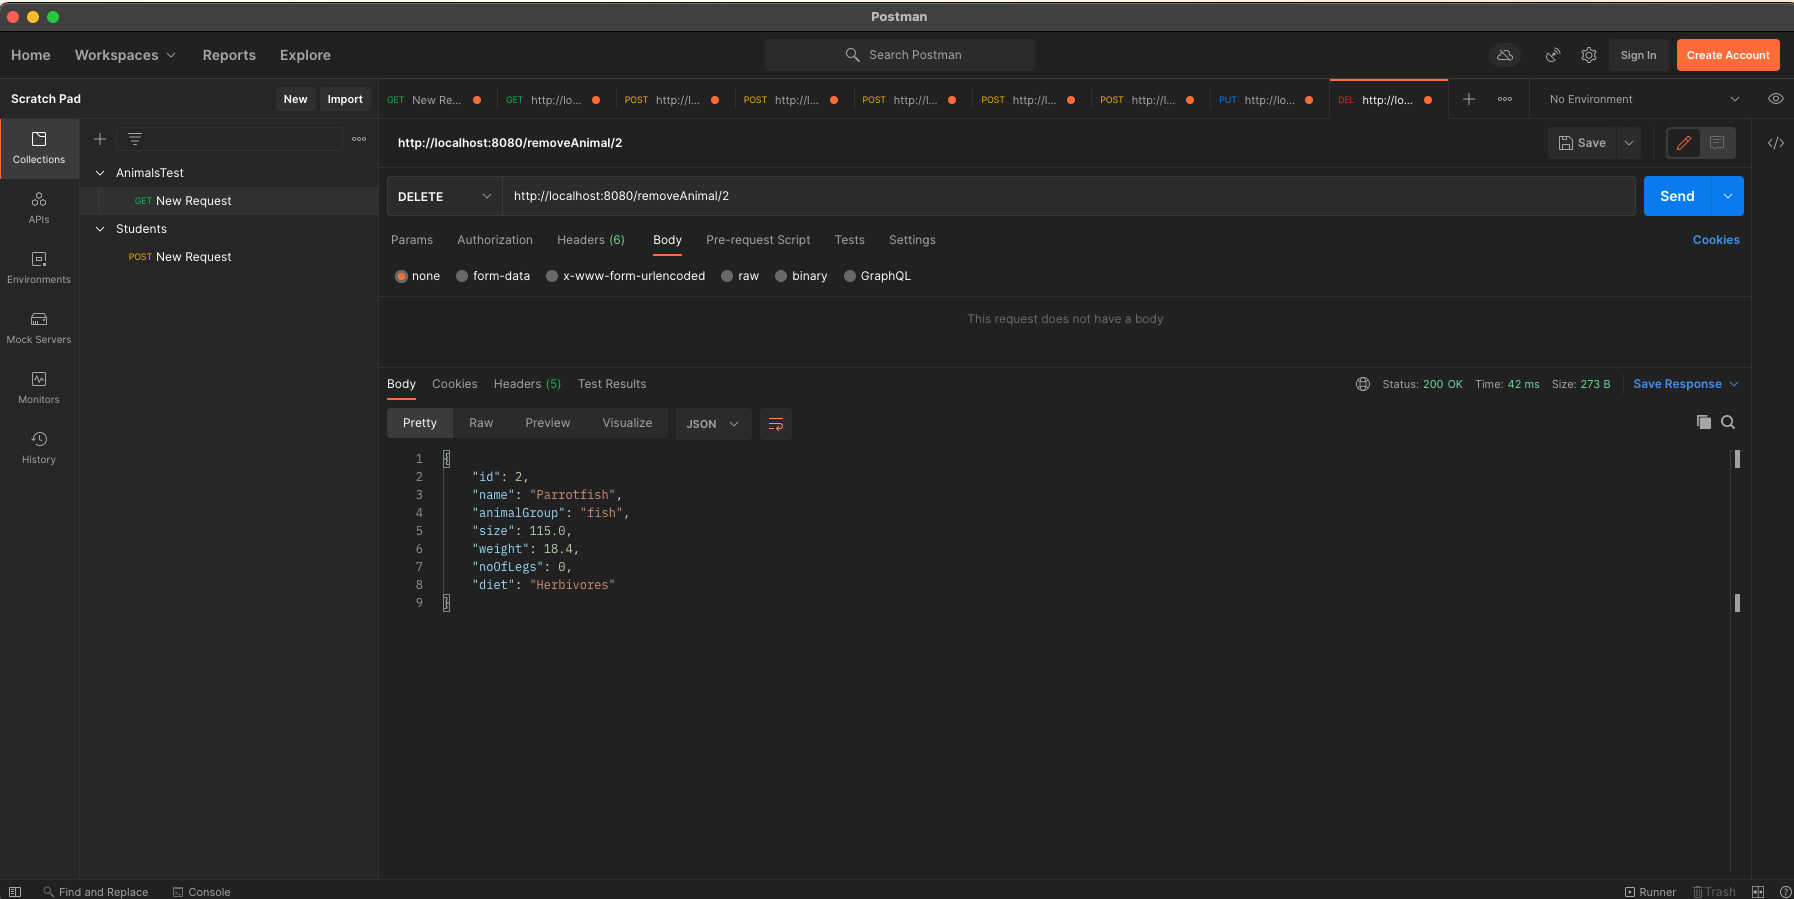 Postman
Home Workspaces Reports Explore Search Postman Sign In Create Account
Scratch Pad New Import GET New Re... GET http://lo... POST http://l... POST http://l... POST http://l... POST http://l... POST http://l... PUT http://lo... DEL http://lo... No Environment
Collections
APIs
Environments
Mock Servers
Monitors
History
AnimalsTest
GET New Request
Students
POST New Request
http://localhost:8080/removeAnimal/2 Save
DELETE http://localhost:8080/removeAnimal/2 Send
Params Authorization Headers (6) Body Pre-request Script Tests Settings Cookies
none form-data x-www-form-urlencoded raw binary GraphQL
This request does not have a body
Body Cookies Headers (5) Test Results Status: 200 OK Time: 42 ms Size: 273 B Save Response
Pretty Raw Preview Visualize JSON
1 {
2 "id": 2,
3 "name": "Parrotfish",
4 "animalGroup": "fish",
5 "size": 115.0,
6 "weight": 18.4,
7 "noOfLegs": 0,
8 "diet": "Herbivores"
9 }
Find and Replace Console Runner Trash